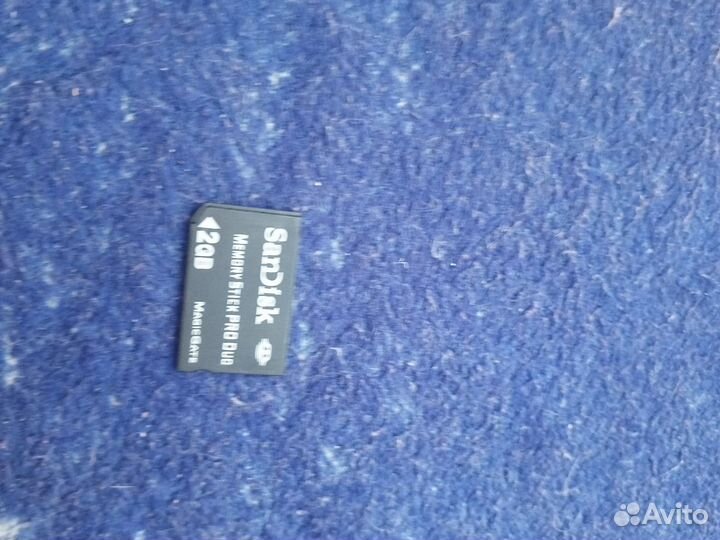 SanDisk
MEMORY STICK PRO DUO
2GB
MAGICGATE
Avito